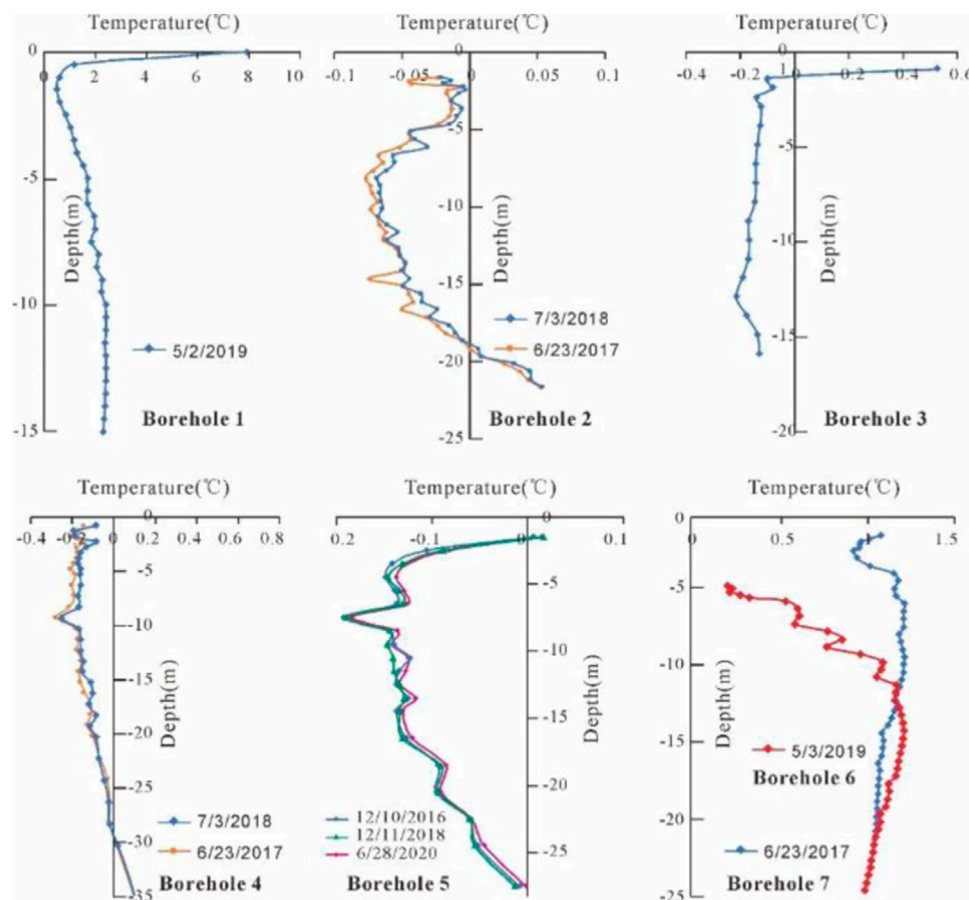 Temperature(℃)
0 2 4 6 8 10
0
-5
-10
-15
Depth(m)
5/2/2019
Borehole 1
Temperature(℃)
-0.1 -0.05 0 0.05 0.1
0
-5
-10
-15
-20
-25
Depth(m)
7/3/2018
6/23/2017
Borehole 2
Temperature(℃)
-0.4 -0.2 0 0.2 0.4 0.6
0
-5
-10
-15
-20
Depth(m)
Borehole 3
Temperature(℃)
-0.4 -0.2 0 0.2 0.4 0.6
0
-5
-10
-15
-20
-25
-30
-35
Depth(m)
7/3/2018
6/23/2017
Borehole 4
Temperature(℃)
0.2 -0.1 0 0.1
0
-5
-10
-15
-20
-25
Depth(m)
12/10/2016
12/11/2018
6/28/2020
Borehole 5
Temperature(℃)
0 0.5 1 1.5
0
-5
-10
-15
-20
-25
Depth(m)
5/3/2019
Borehole 6
6/23/2017
Borehole 7